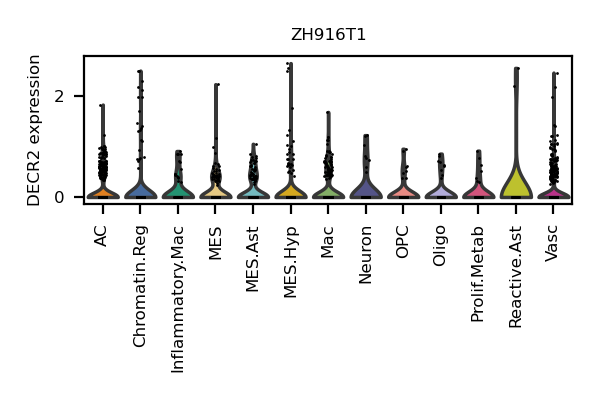 ZH916T1
DECR2 expression
2
0
AC
Chromatin.Reg
Inflammatory.Mac
MES
MES.Ast
MES.Hyp
Mac
Neuron
OPC
Oligo
Prolif.Metab
Reactive.Ast
Vasc